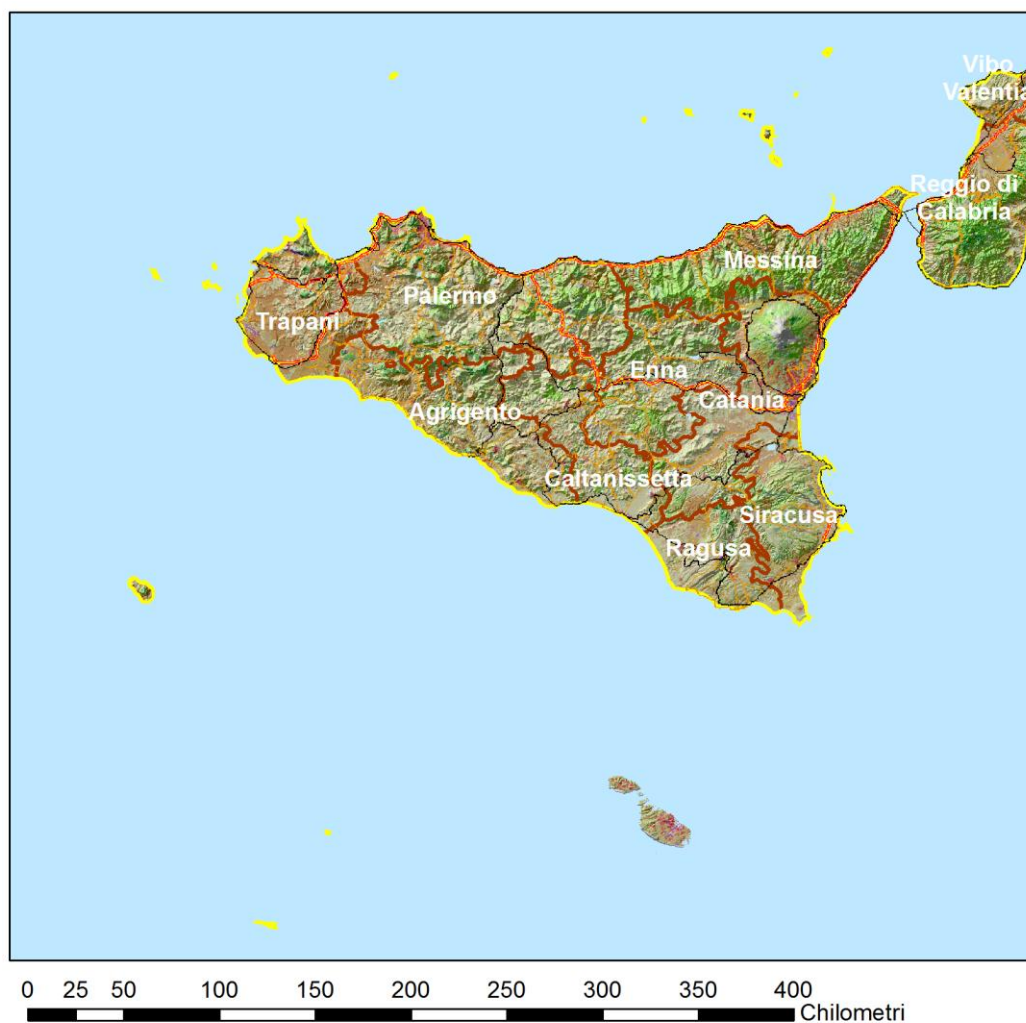 Vibo
Valentia
Reggio di
Calabria
Messina
Palermo
Trapani
Enna
Catania
Agrigento
Caltanissetta
Siracusa
Ragusa
0 25 50 100 150 200 250 300 350 400
Chilometri